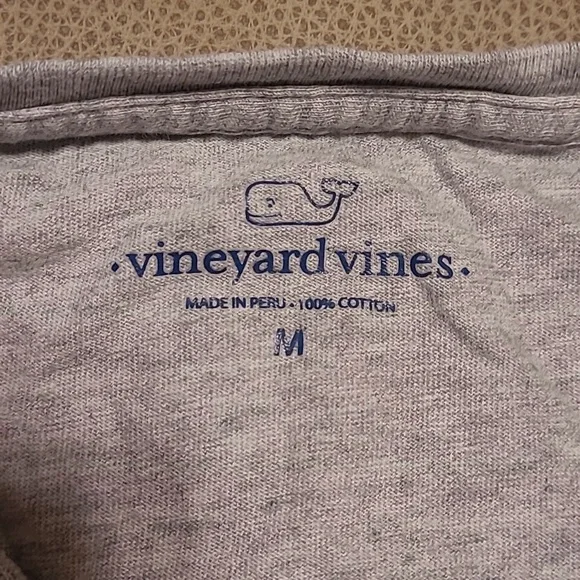 • vineyard vines •
MADE IN PERU • 100% COTTON
M